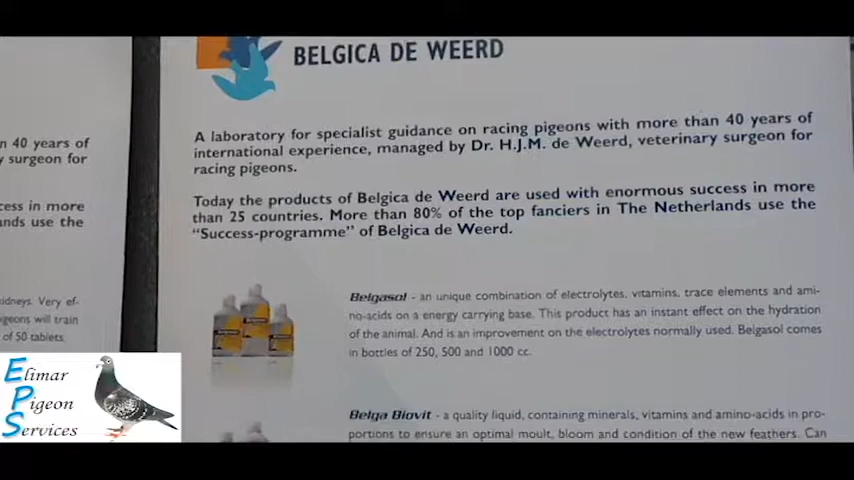 BELGICA DE WEERD
A laboratory for specialist guidance on racing pigeons with more than 40 years of
international experience, managed by Dr. H.J.M. de Weerd, veterinary surgeon for
racing pigeons.
Today the products of Belgica de Weerd are used with enormous success in more
than 25 countries. More than 80% of the top fanciers in The Netherlands use the
"Success-programme" of Belgica de Weerd.
Belgasol - an unique combination of electrolytes, vitamins, trace elements and ami-
no-acids on a energy carrying base. This product has an instant effect on the hydration
of the animal. And is an improvement on the electrolytes normally used. Belgasol comes
in bottles of 250, 500 and 1000 cc.
Belga Biovit - a quality liquid, containing minerals, vitamins and amino-acids in pro-
portions to ensure an optimal moult, bloom and condition of the new feathers. Can
n 40 years of
surgeon for
cess in more
ands use the
kidneys. Very ef-
pigeons will train
of 50 tablets.
Elimar
Pigeon
Services